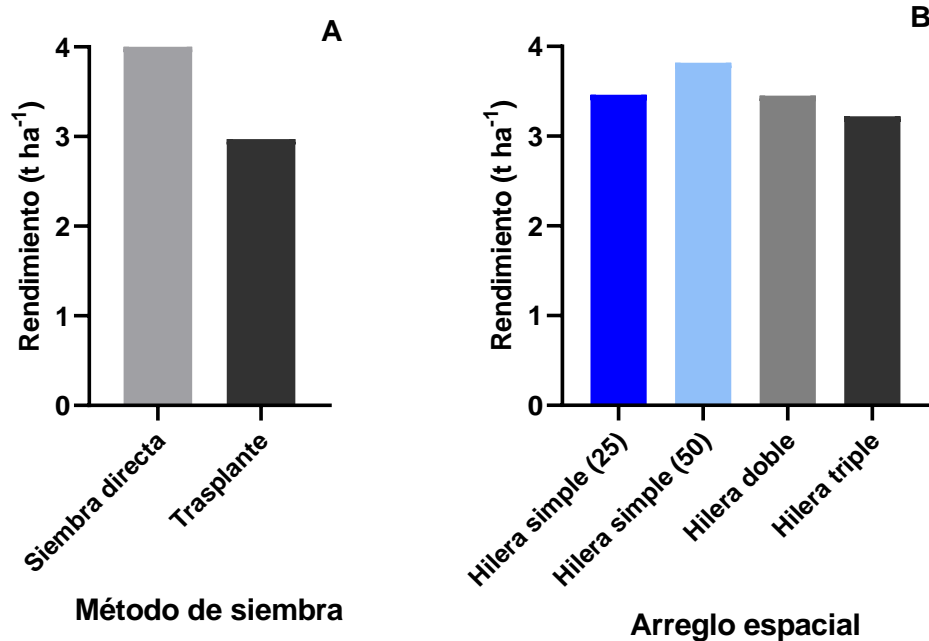 A
Rendimiento (t ha⁻¹)
4
3
2
1
0
Siembra directa
Trasplante
Método de siembra
B
Rendimiento (t ha⁻¹)
4
3
2
1
0
Hilera simple (25)
Hilera simple (50)
Hilera doble
Hilera triple
Arreglo espacial